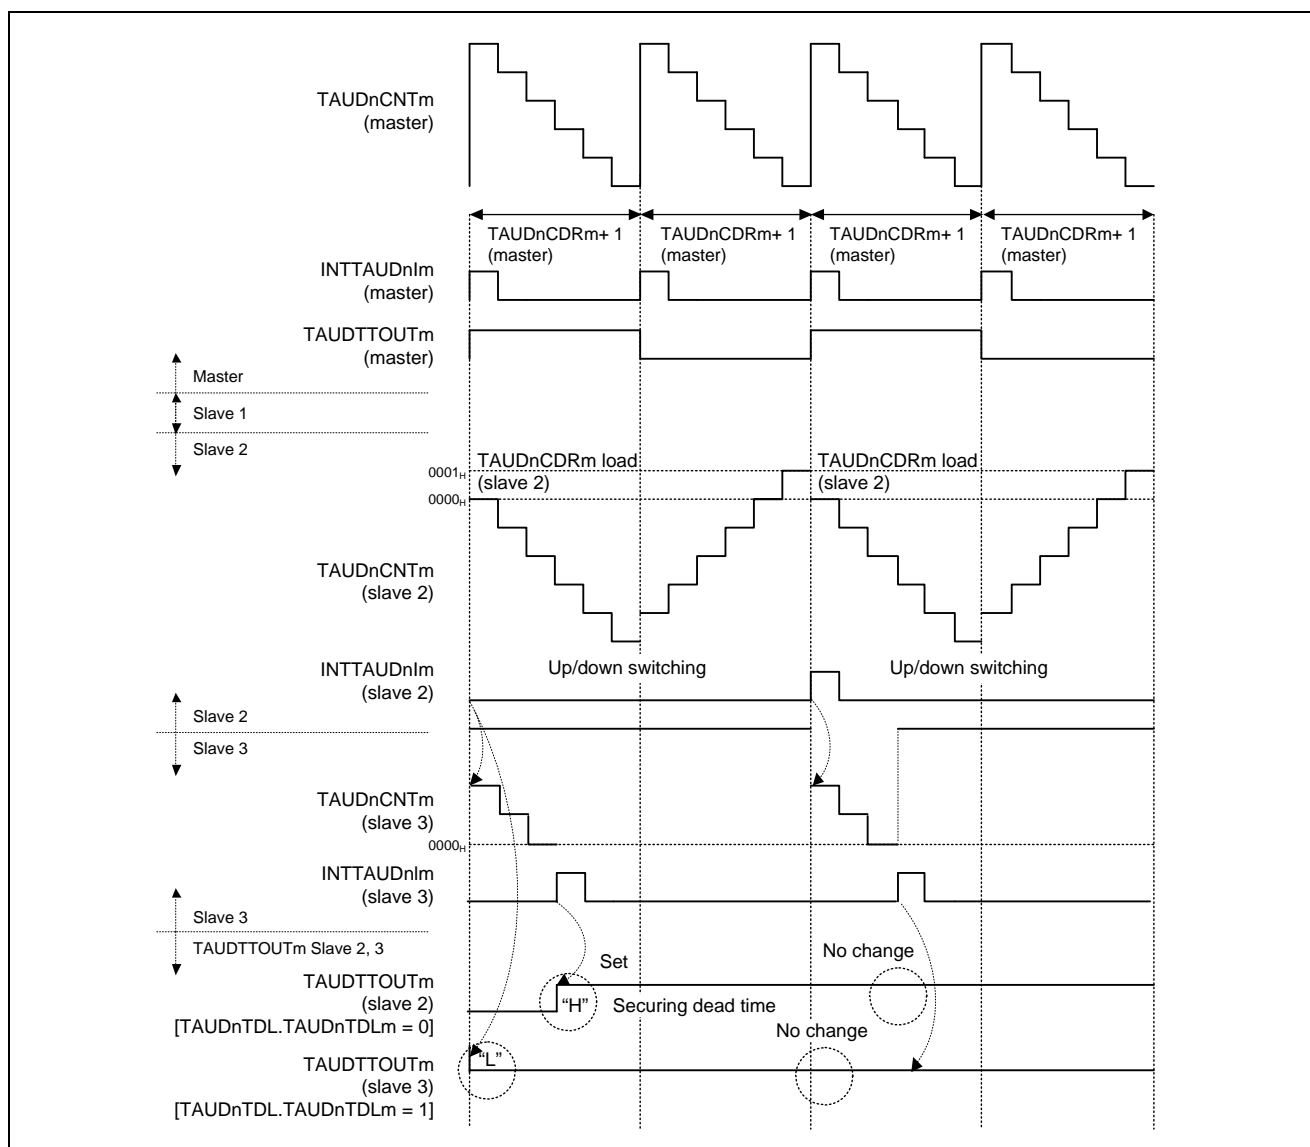 TAUDnCNTm
(master)
TAUDnCDRm+ 1
(master)
TAUDnCDRm+ 1
(master)
TAUDnCDRm+ 1
(master)
TAUDnCDRm+ 1
(master)
INTTAUDnIm
(master)
TAUDTTOUTm
(master)
Master
Slave 1
Slave 2
0001H
0000H
TAUDnCDRm load
(slave 2)
TAUDnCDRm load
(slave 2)
TAUDnCNTm
(slave 2)
INTTAUDnIm
(slave 2)
Up/down switching
Up/down switching
Slave 2
Slave 3
TAUDnCNTm
(slave 3)
0000H
INTTAUDnIm
(slave 3)
Slave 3
TAUDTTOUTm Slave 2, 3
TAUDTTOUTm
(slave 2)
[TAUDnTDL.TAUDnTDLm = 0]
Set
"H"
Securing dead time
No change
No change
TAUDTTOUTm
(slave 3)
[TAUDnTDL.TAUDnTDLm = 1]
"L"